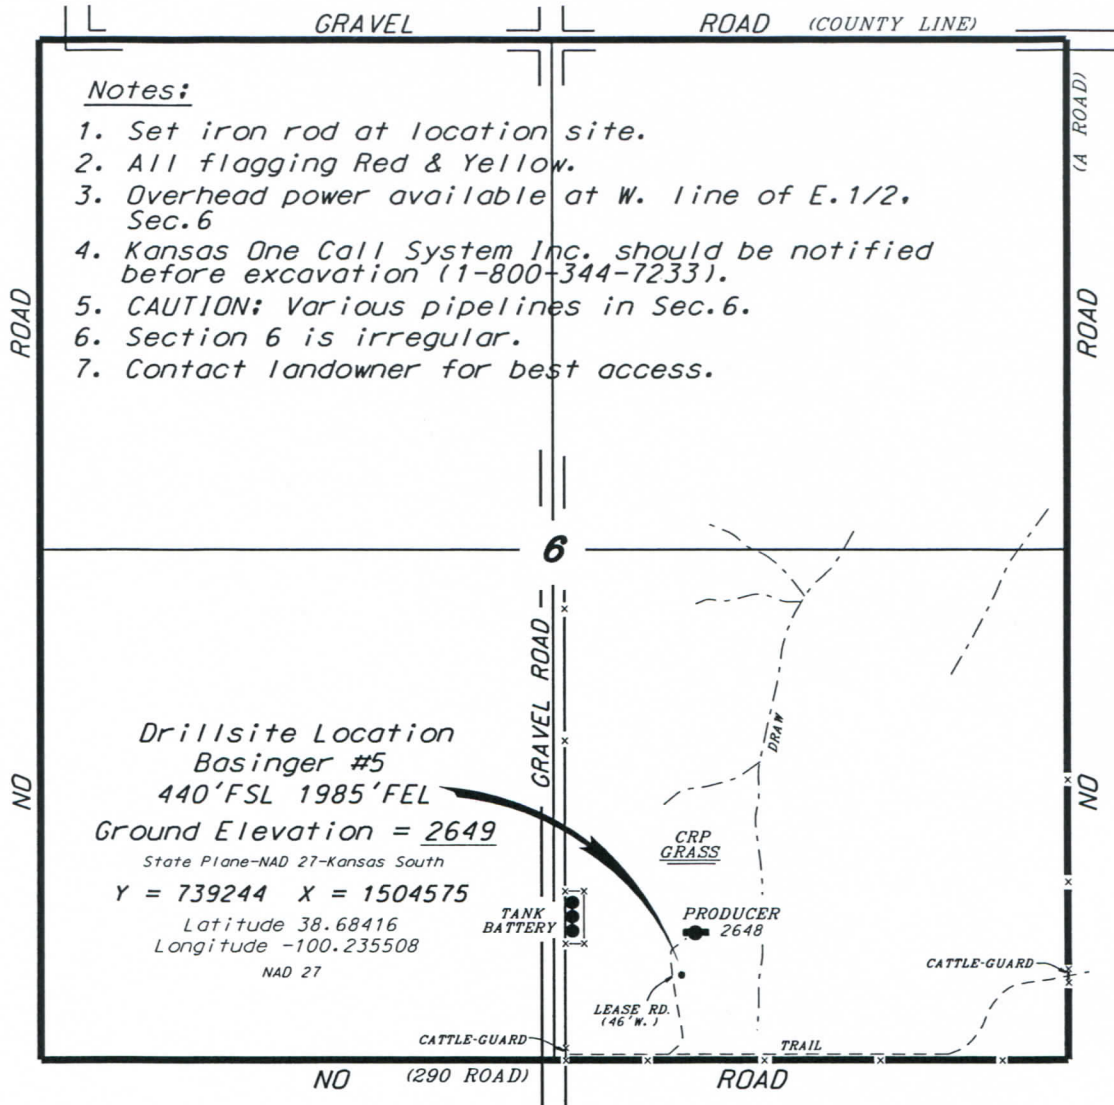 GRAVEL ROAD (COUNTY LINE)
(A ROAD)
Notes:
1. Set iron rod at location site.
2. All flagging Red & Yellow.
3. Overhead power available at W. line of E.1/2,
Sec.6
4. Kansas One Call System Inc. should be notified
before excavation (1-800-344-7233).
5. CAUTION: Various pipelines in Sec.6.
6. Section 6 is irregular.
7. Contact landowner for best access.
ROAD
ROAD
6
GRAVEL ROAD
DRAW
Drillsite Location
Basinger #5
440'FSL 1985'FEL
Ground Elevation = 2649
State Plane-NAD 27-Kansas South
Y = 739244 X = 1504575
Latitude 38.68416
Longitude -100.235508
NAD 27
NO
NO
CRP
GRASS
TANK
BATTERY
PRODUCER
2648
CATTLE-GUARD
LEASE RD.
(46'W.)
CATTLE-GUARD
TRAIL
NO (290 ROAD) ROAD